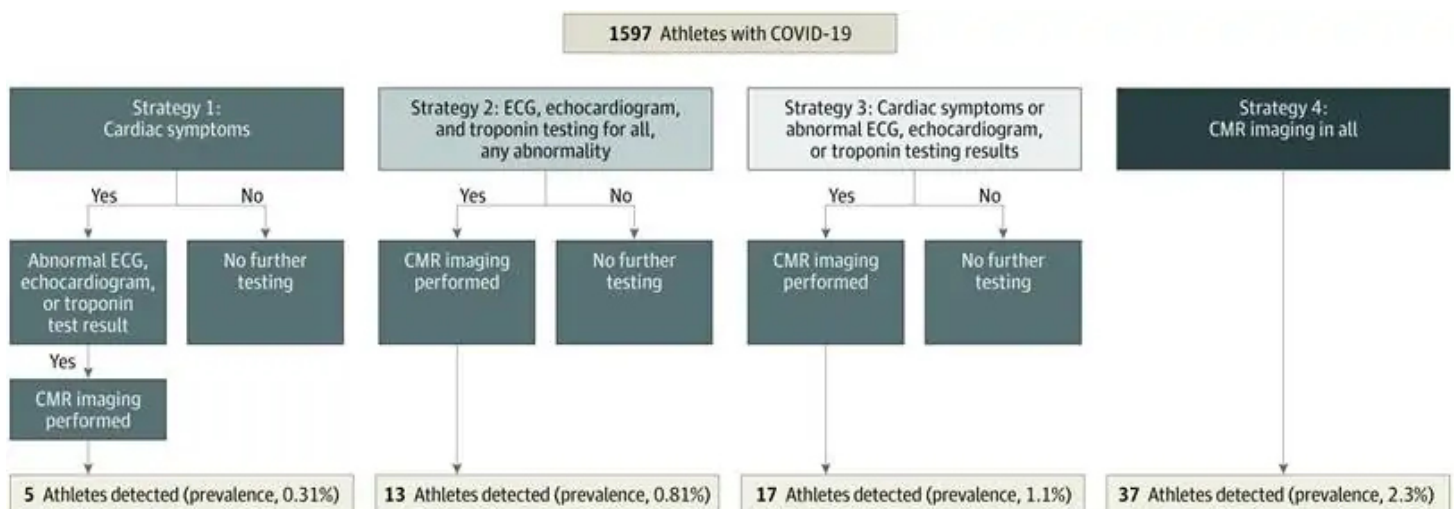 1597 Athletes with COVID-19
Strategy 1:
Cardiac symptoms
Strategy 2: ECG, echocardiogram,
and troponin testing for all,
any abnormality
Strategy 3: Cardiac symptoms or
abnormal ECG, echocardiogram,
or troponin testing results
Strategy 4:
CMR imaging in all
Yes
No
Yes
No
Yes
No
Abnormal ECG,
echocardiogram,
or troponin
test result
No further
testing
CMR imaging
performed
No further
testing
CMR imaging
performed
No further
testing
Yes
CMR imaging
performed
5 Athletes detected (prevalence, 0.31%)
13 Athletes detected (prevalence, 0.81%)
17 Athletes detected (prevalence, 1.1%)
37 Athletes detected (prevalence, 2.3%)